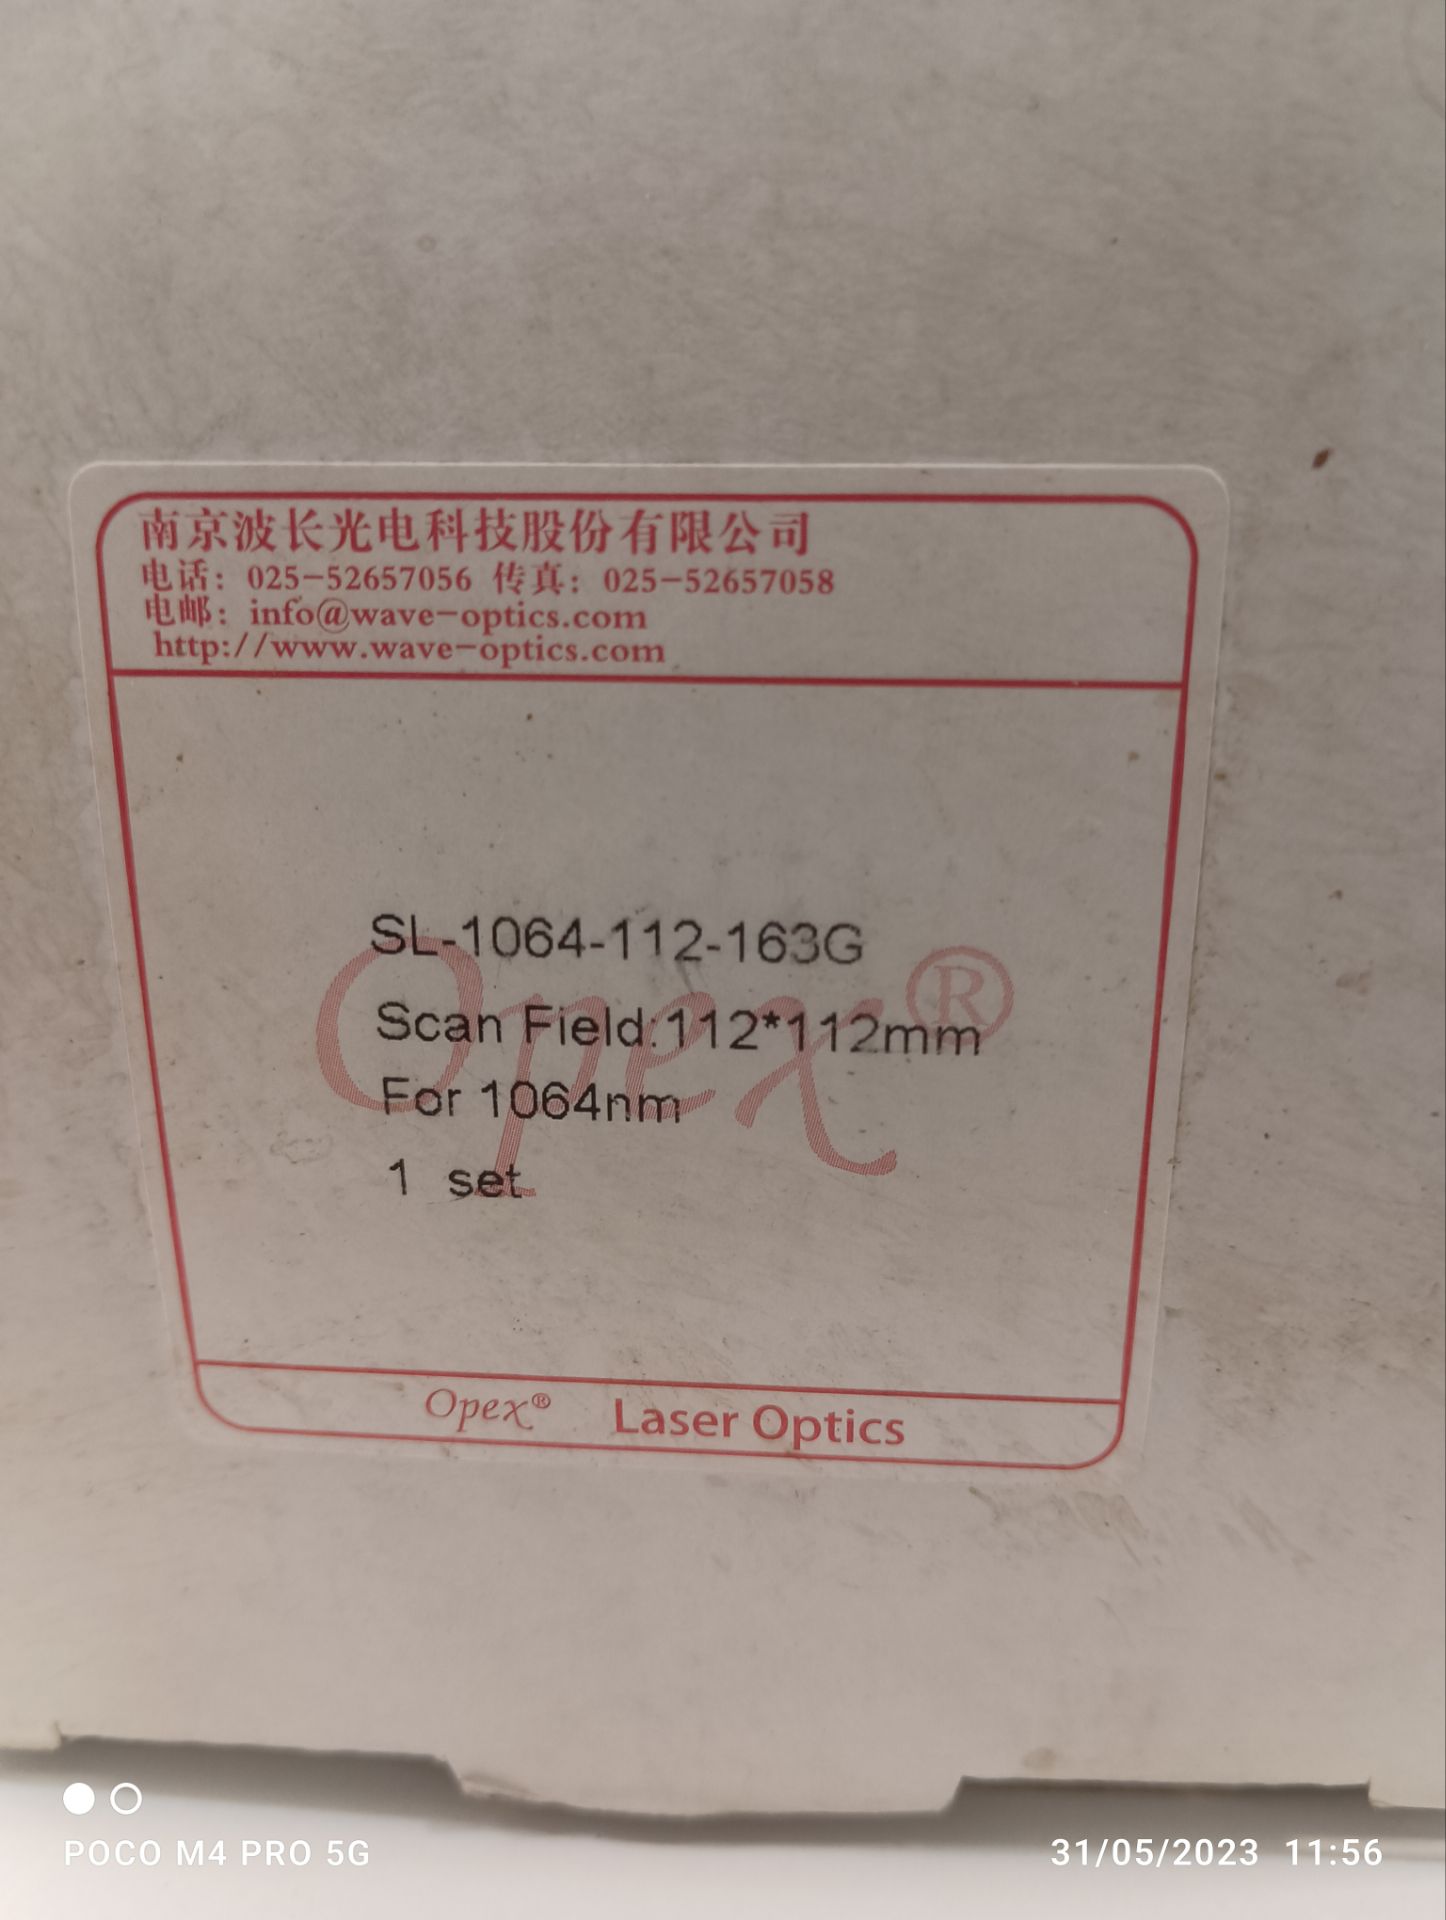 南京波长光电科技股份有限公司
电话：025-52657056 传真：025-52657058
电邮：info@wave-optics.com
http://www.wave-optics.com
SL-1064-112-163G
Opex®
Scan Field:112*112mm
For 1064nm
1 set
Opex® Laser Optics
POCO M4 PRO 5G
31/05/2023 11:56